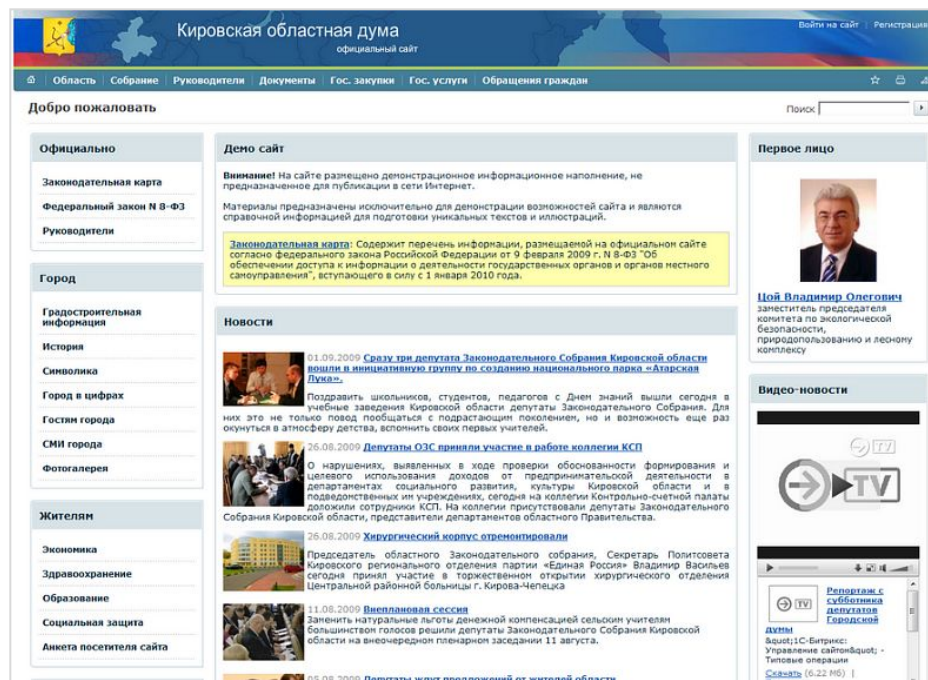 Кировская областная дума
официальный сайт
Войти на сайт | Регистрация
Область | Собрание | Руководители | Документы | Гос. закупки | Гос. услуги | Обращения граждан
Добро пожаловать
Поиск
Официально
Законодательная карта
Федеральный закон N 8-ФЗ
Руководители
Город
Градостроительная
информация
История
Символика
Город в цифрах
Гостям города
СМИ города
Фотогалерея
Жителям
Экономика
Здравоохранение
Образование
Социальная защита
Анкета посетителя сайта
Демо сайт
Внимание! На сайте размещено демонстрационное информационное наполнение, не
предназначенное для публикации в сети Интернет.
Материалы предназначены исключительно для демонстрации возможностей сайта и являются
справочной информацией для подготовки уникальных текстов и иллюстраций.
Законодательная карта: Содержит перечень информации, размещаемой на официальном сайте
согласно федерального закона Российской Федерации от 9 февраля 2009 г. N 8-ФЗ "Об
обеспечении доступа к информации о деятельности государственных органов и органов местного
самоуправления", вступающего в силу с 1 января 2010 года.
Новости
01.09.2009 Сразу три депутата Законодательного Собрания Кировской области
вошли в инициативную группу по созданию национального парка «Атарская
Лука».
Поздравить школьников, студентов, педагогов с Днем знаний вышли сегодня в
учебные заведения Кировской области депутаты Законодательного Собрания. Для
них это не только повод пообщаться с подрастающим поколением, но и возможность еще раз
окунуться в атмосферу детства, вспомнить своих первых учителей.
26.08.2009 Депутаты ОЗС приняли участие в работе коллегии КСП
О нарушениях, выявленных в ходе проверки обоснованности формирования и
целевого использования доходов от предпринимательской деятельности в
департаментах социального развития, культуры Кировской области и в
подведомственных им учреждениях, сегодня на коллегии Контрольно-счетной палаты
доложили сотрудники КСП. На коллегии присутствовали депутаты Законодательного
Собрания Кировской области, представители департаментов областного Правительства.
26.08.2009 Хирургический корпус отремонтировали
Председатель областного Законодательного собрания, Секретарь Политсовета
Кировского регионального отделения партии «Единая Россия» Владимир Васильев
сегодня принял участие в торжественном открытии хирургического отделения
Центральной районной больницы г. Кирова-Чепецка
11.08.2009 Внеплановая сессия
Заменить натуральные льготы денежной компенсацией сельским учителям
большинством голосов решили депутаты Законодательного Собрания Кировской
области на внеочередном пленарном заседании 11 августа.
05.08.2009 Депутаты ждут предложений от жителей области
Первое лицо
Цой Владимир Олегович
заместитель председателя
комитета по экологической
безопасности,
природопользованию и лесному
комплексу
Видео-новости
TV
TV
TV
Репортаж с
субботника
депутатов
Городской
думы
&quot;1С-Битрикс:
Управление сайтом&quot; -
Типовые операции
Скачать (6.22 Мб) |